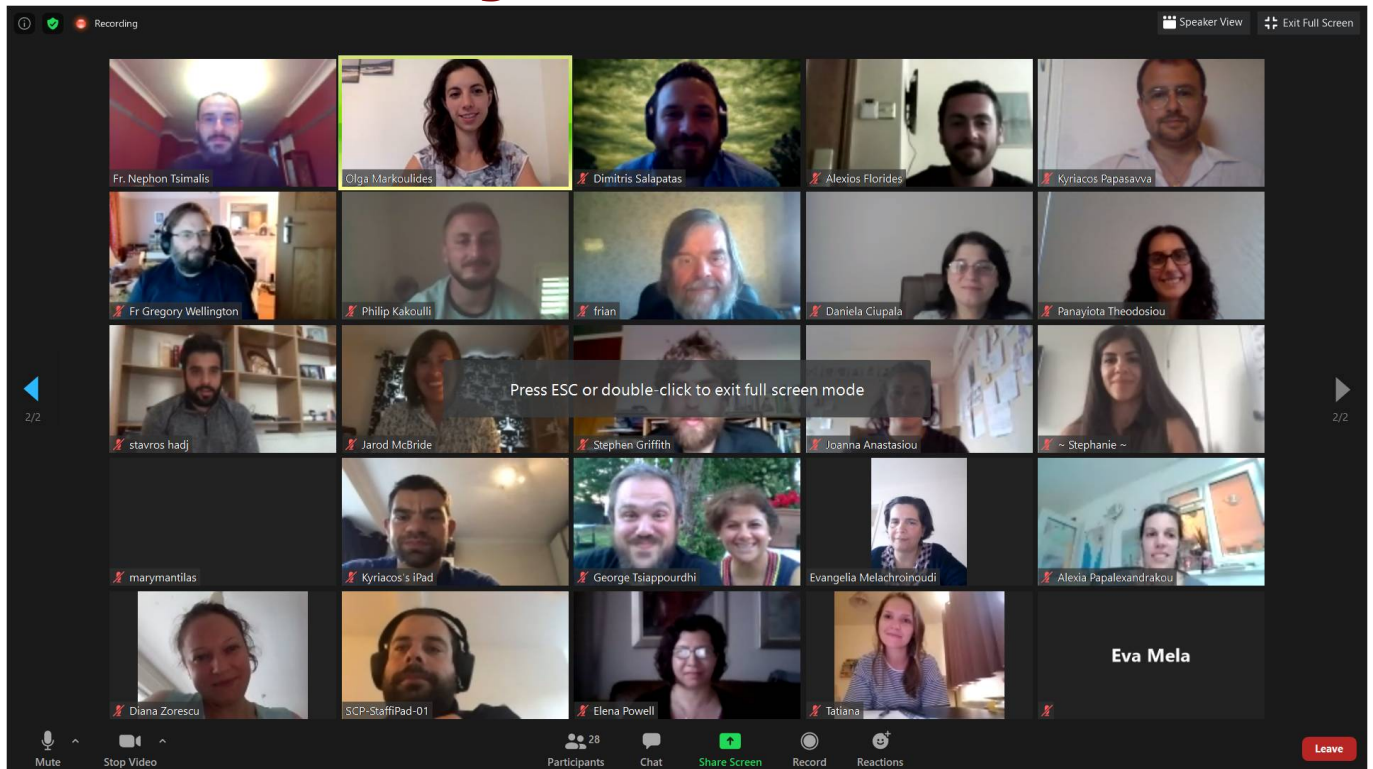 Recording
Speaker View
Exit Full Screen
Fr. Nephon Tsimalis
Olga Markoulides
Dimitris Salapatas
Alexios Florides
Kyriacos Papasavva
Fr Gregory Wellington
Philip Kakoulli
frian
Daniela Ciupala
Panayiota Theodosiou
Press ESC or double-click to exit full screen mode
2/2
2/2
stavros hadj
Jarod McBride
Stephen Griffith
Joanna Anastasiou
~ Stephanie ~
marymantilas
Kyriacos's iPad
George Tsiappourdhi
Evangelia Melachroinoudi
Alexia Papalexandrakou
Eva Mela
Diana Zorescu
SCP-StaffiPad-01
Elena Powell
Tatiana
28
Mute
Stop Video
Participants
Chat
Share Screen
Record
Reactions
Leave